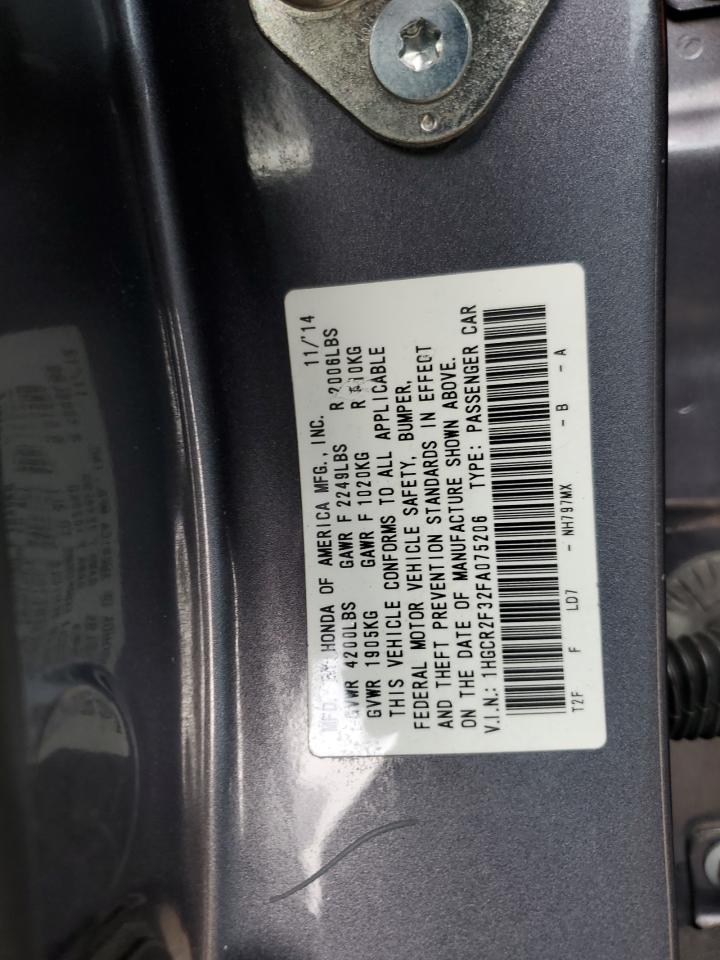 MFD. BY HONDA OF AMERICA MFG., INC. 11/'14
GVWR 4200LBS GAWR F 2249LBS R 2006LBS
GVWR 1905KG GAWR F 1020KG R 910KG
THIS VEHICLE CONFORMS TO ALL APPLICABLE
FEDERAL MOTOR VEHICLE SAFETY, BUMPER,
AND THEFT PREVENTION STANDARDS IN EFFECT
ON THE DATE OF MANUFACTURE SHOWN ABOVE.
V.I.N.: 1HGCR2F32FA075206 TYPE: PASSENGER CAR
T2F F LD7 - NH797MX - B - A